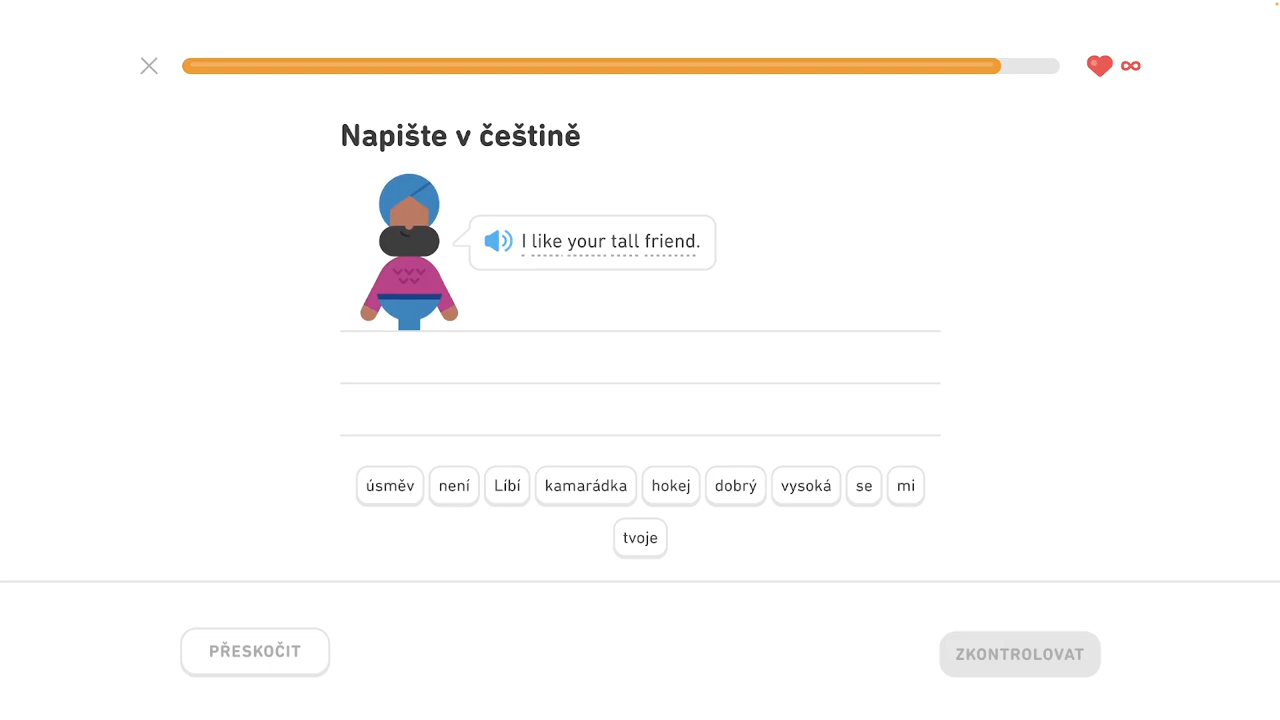 Napište v češtině
I like your tall friend.
úsměv není Líbí kamarádka hokej dobrý vysoká se mi
tvoje
PŘESKOČIT
ZKONTROLOVAT